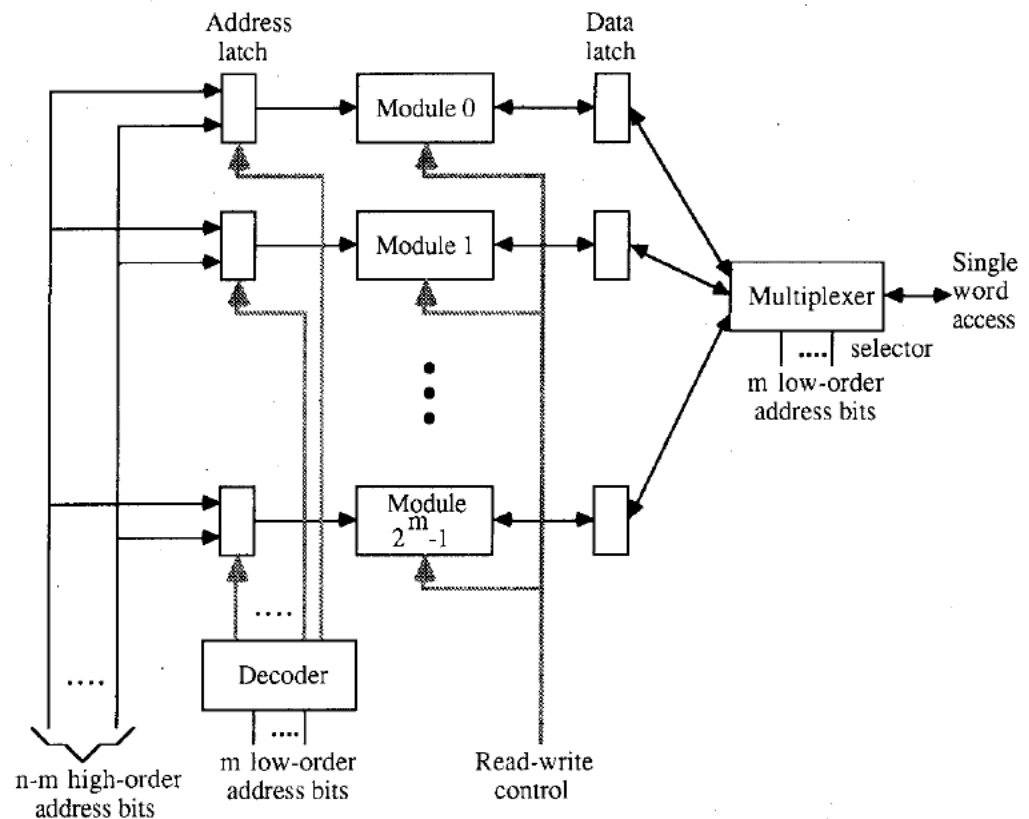 Address
latch
Data
latch
Module 0
Module 1
Multiplexer
Single
word
access
.... selector
m low-order
address bits
Module
2^m-1
....
Decoder
....
....
m low-order
address bits
Read-write
control
n-m high-order
address bits